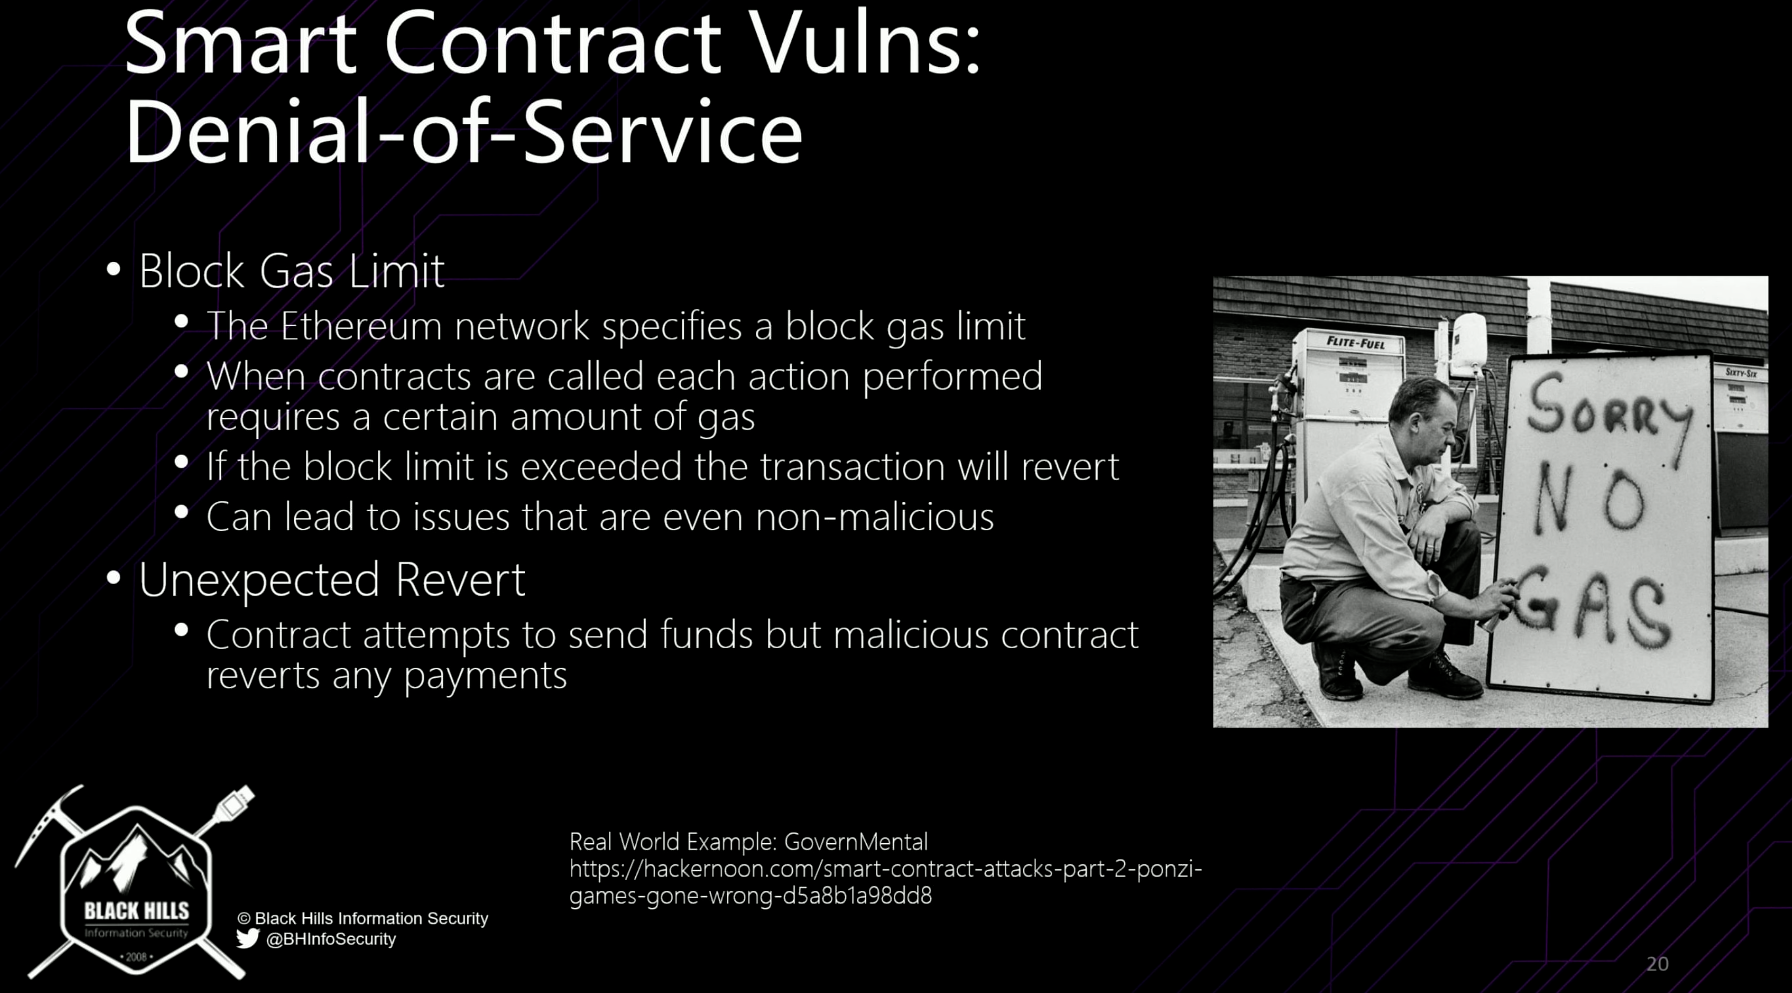 Smart Contract Vulns:
Denial-of-Service
• Block Gas Limit
• The Ethereum network specifies a block gas limit
• When contracts are called each action performed
requires a certain amount of gas
• If the block limit is exceeded the transaction will revert
• Can lead to issues that are even non-malicious
• Unexpected Revert
• Contract attempts to send funds but malicious contract
reverts any payments
FLITE-FUEL
SIXTY-SIX
SORRY
NO
GAS
Real World Example: GovernMental
https://hackernoon.com/smart-contract-attacks-part-2-ponzi-
games-gone-wrong-d5a8b1a98dd8
BLACK HILLS
Information Security
• 2008 •
© Black Hills Information Security
@BHInfoSecurity
20